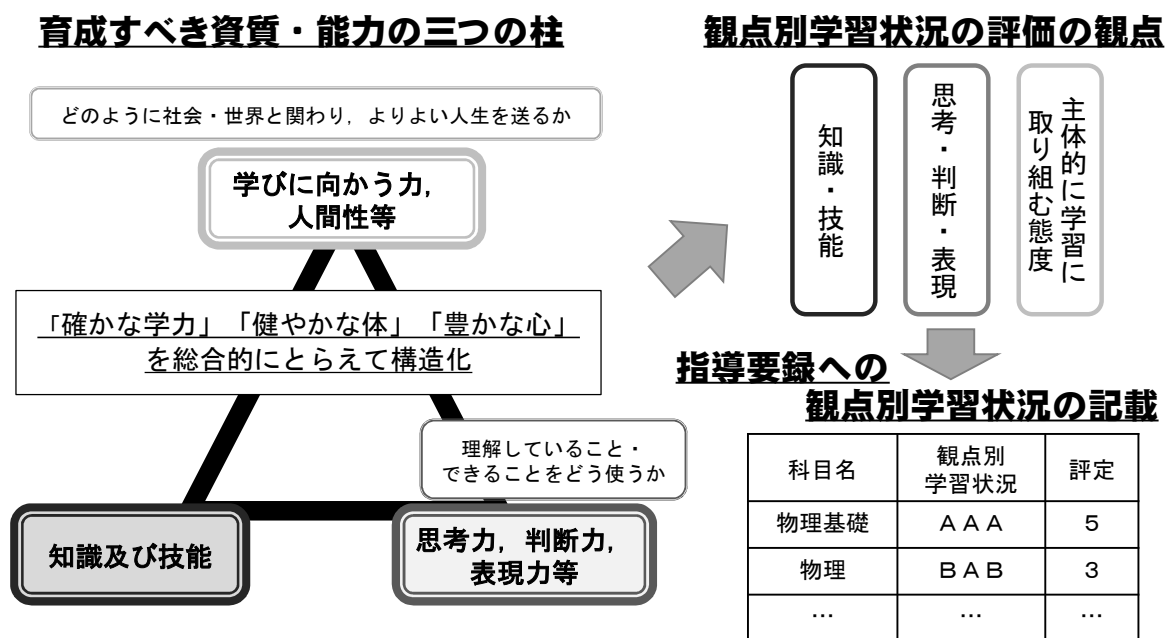 育成すべき資質・能力の三つの柱
どのように社会・世界と関わり，よりよい人生を送るか
学びに向かう力，
人間性等
「確かな学力」「健やかな体」「豊かな心」
を総合的にとらえて構造化
理解していること・
できることをどう使うか
知識及び技能
思考力，判断力，
表現力等
観点別学習状況の評価の観点
知識・技能
思考・判断・表現
主体的に学習に
取り組む態度
指導要録への
観点別学習状況の記載
科目名 観点別 評定
学習状況
物理基礎 ＡＡＡ ５
物理 ＢＡＢ ３
… … …